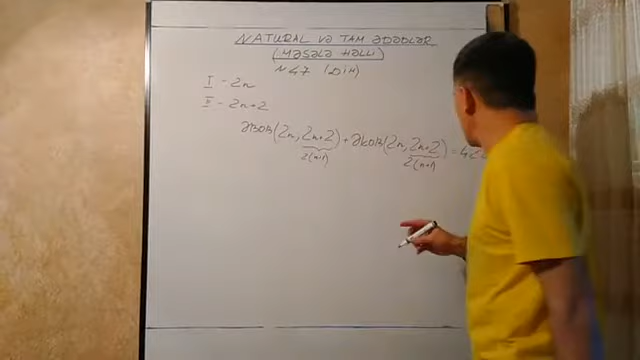 NATURAL VƏ TAM ƏDƏDLƏR
(MƏSƏLƏ HƏLLİ)
№47 (DİM)
I - 2n
II - 2n+2
ƏBOB(2n, 2n+2) + ƏKOB(2n, 2n+2) = 42
2(n+1) 2(n+1)